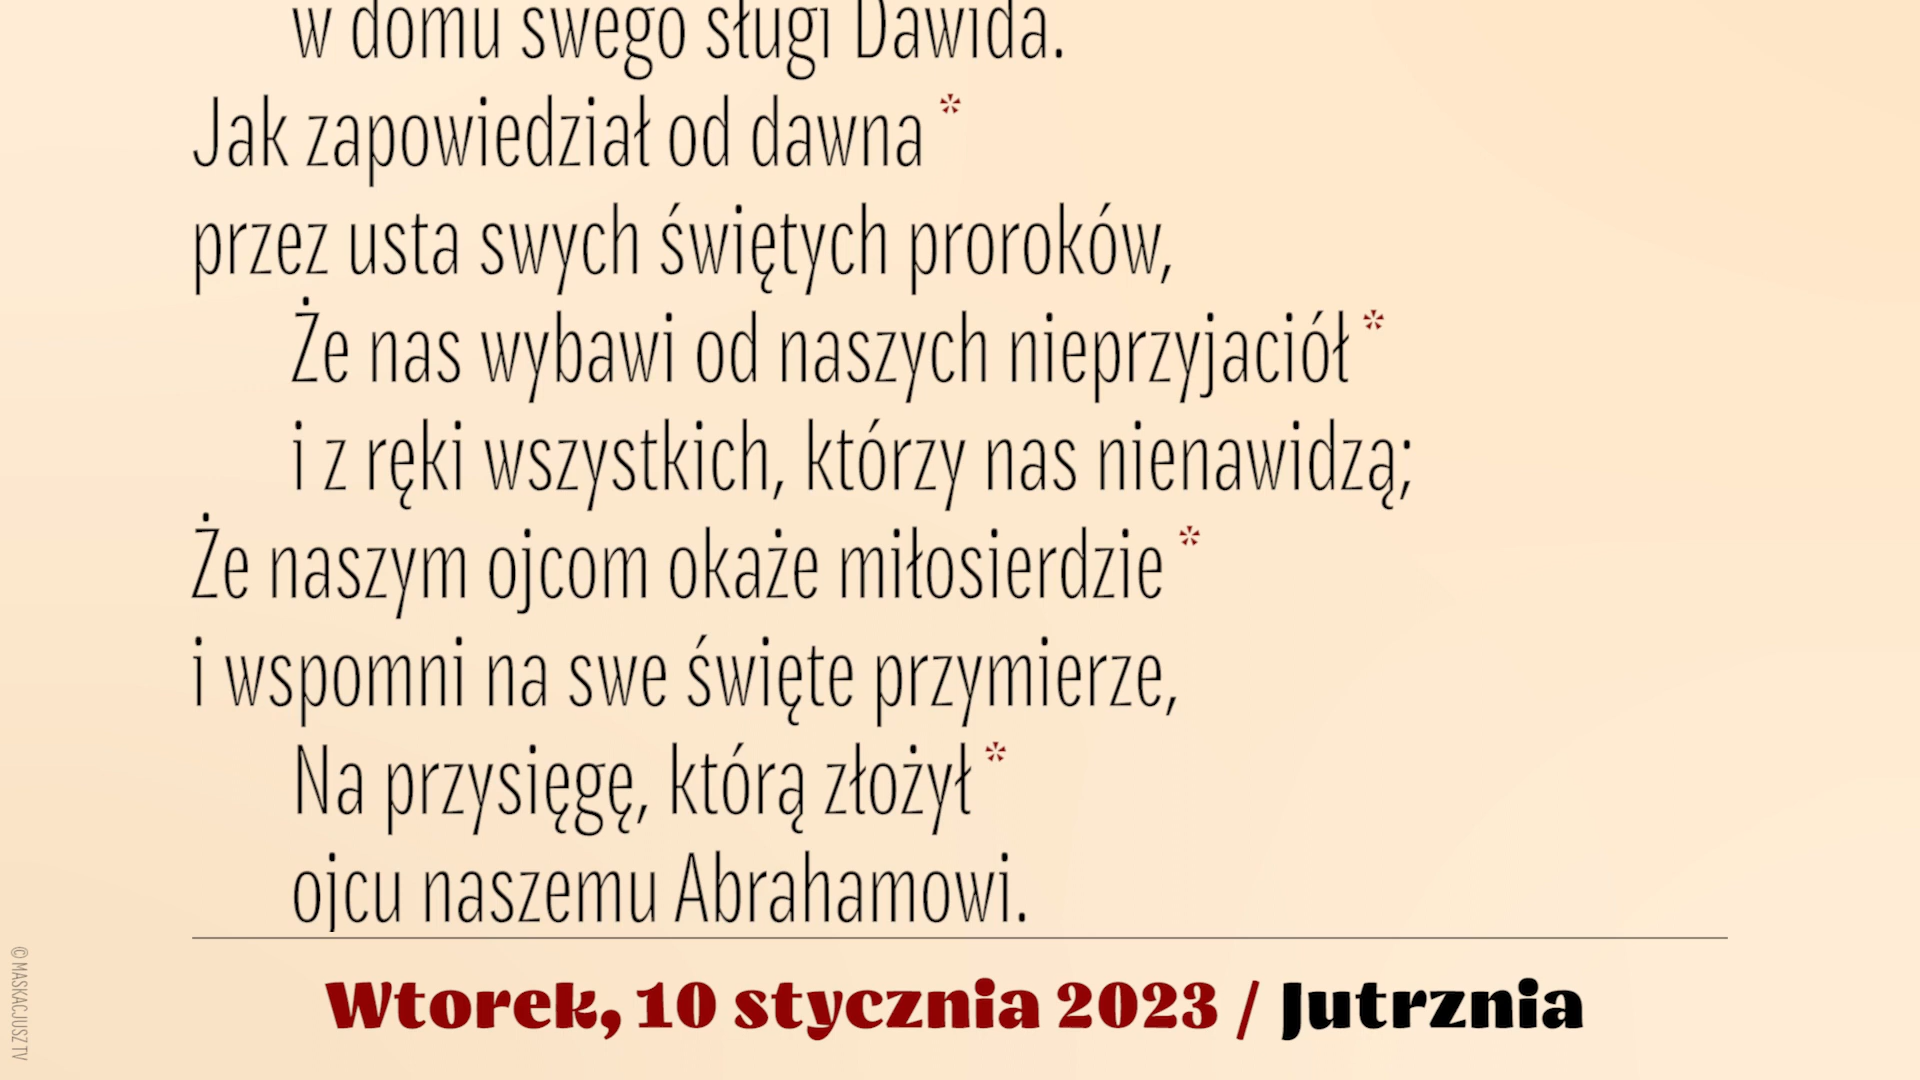 w domu swego sługi Dawida.
Jak zapowiedział od dawna *
przez usta swych świętych proroków,
Że nas wybawi od naszych nieprzyjaciół *
i z ręki wszystkich, którzy nas nienawidzą;
Że naszym ojcom okaże miłosierdzie *
i wspomni na swe święte przymierze,
Na przysięgę, którą złożył *
ojcu naszemu Abrahamowi.
Wtorek, 10 stycznia 2023 / Jutrznia
© MASKACJUSZ TV